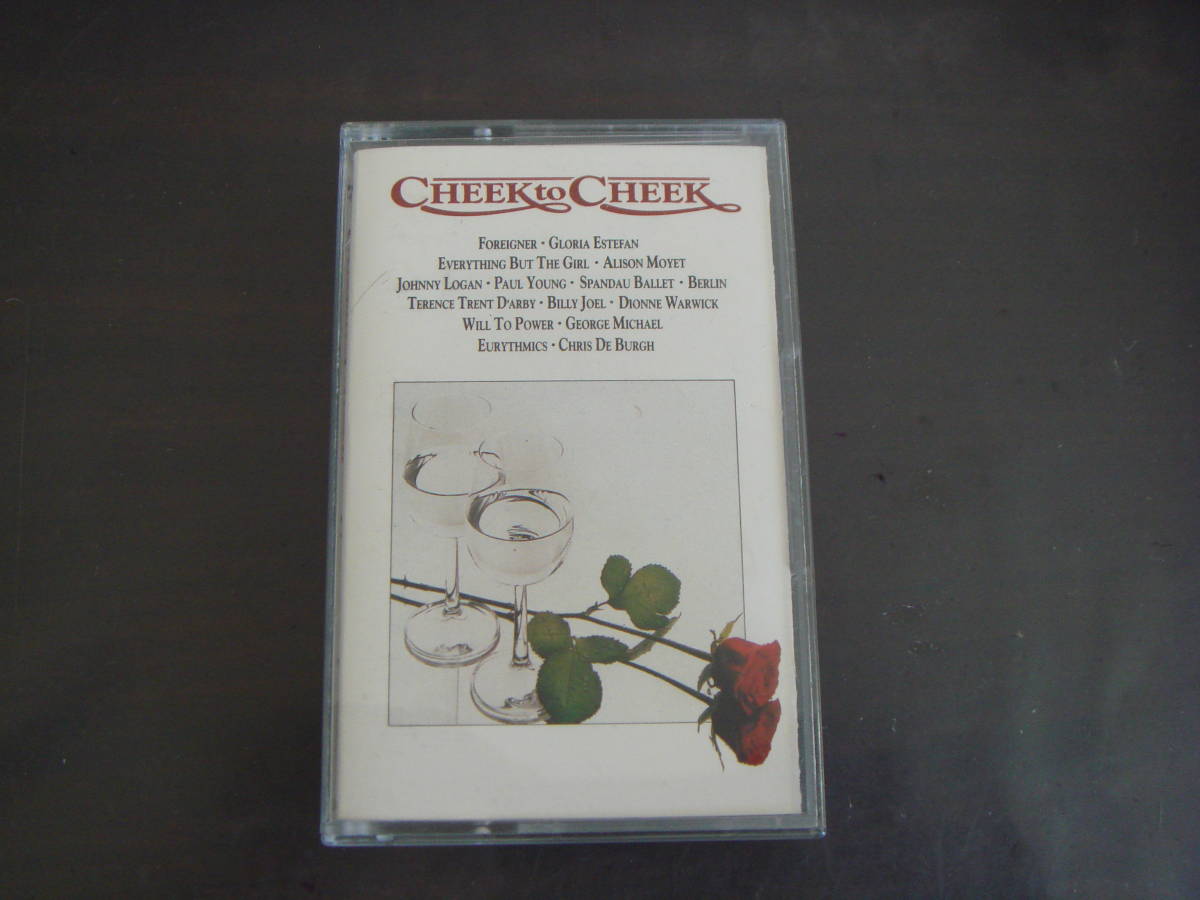 CHEEK to CHEEK
FOREIGNER · GLORIA ESTEFAN
EVERYTHING BUT THE GIRL · ALISON MOYET
JOHNNY LOGAN · PAUL YOUNG · SPANDAU BALLET · BERLIN
TERENCE TRENT D'ARBY · BILLY JOEL · DIONNE WARWICK
WILL TO POWER · GEORGE MICHAEL
EURYTHMICS · CHRIS DE BURGH